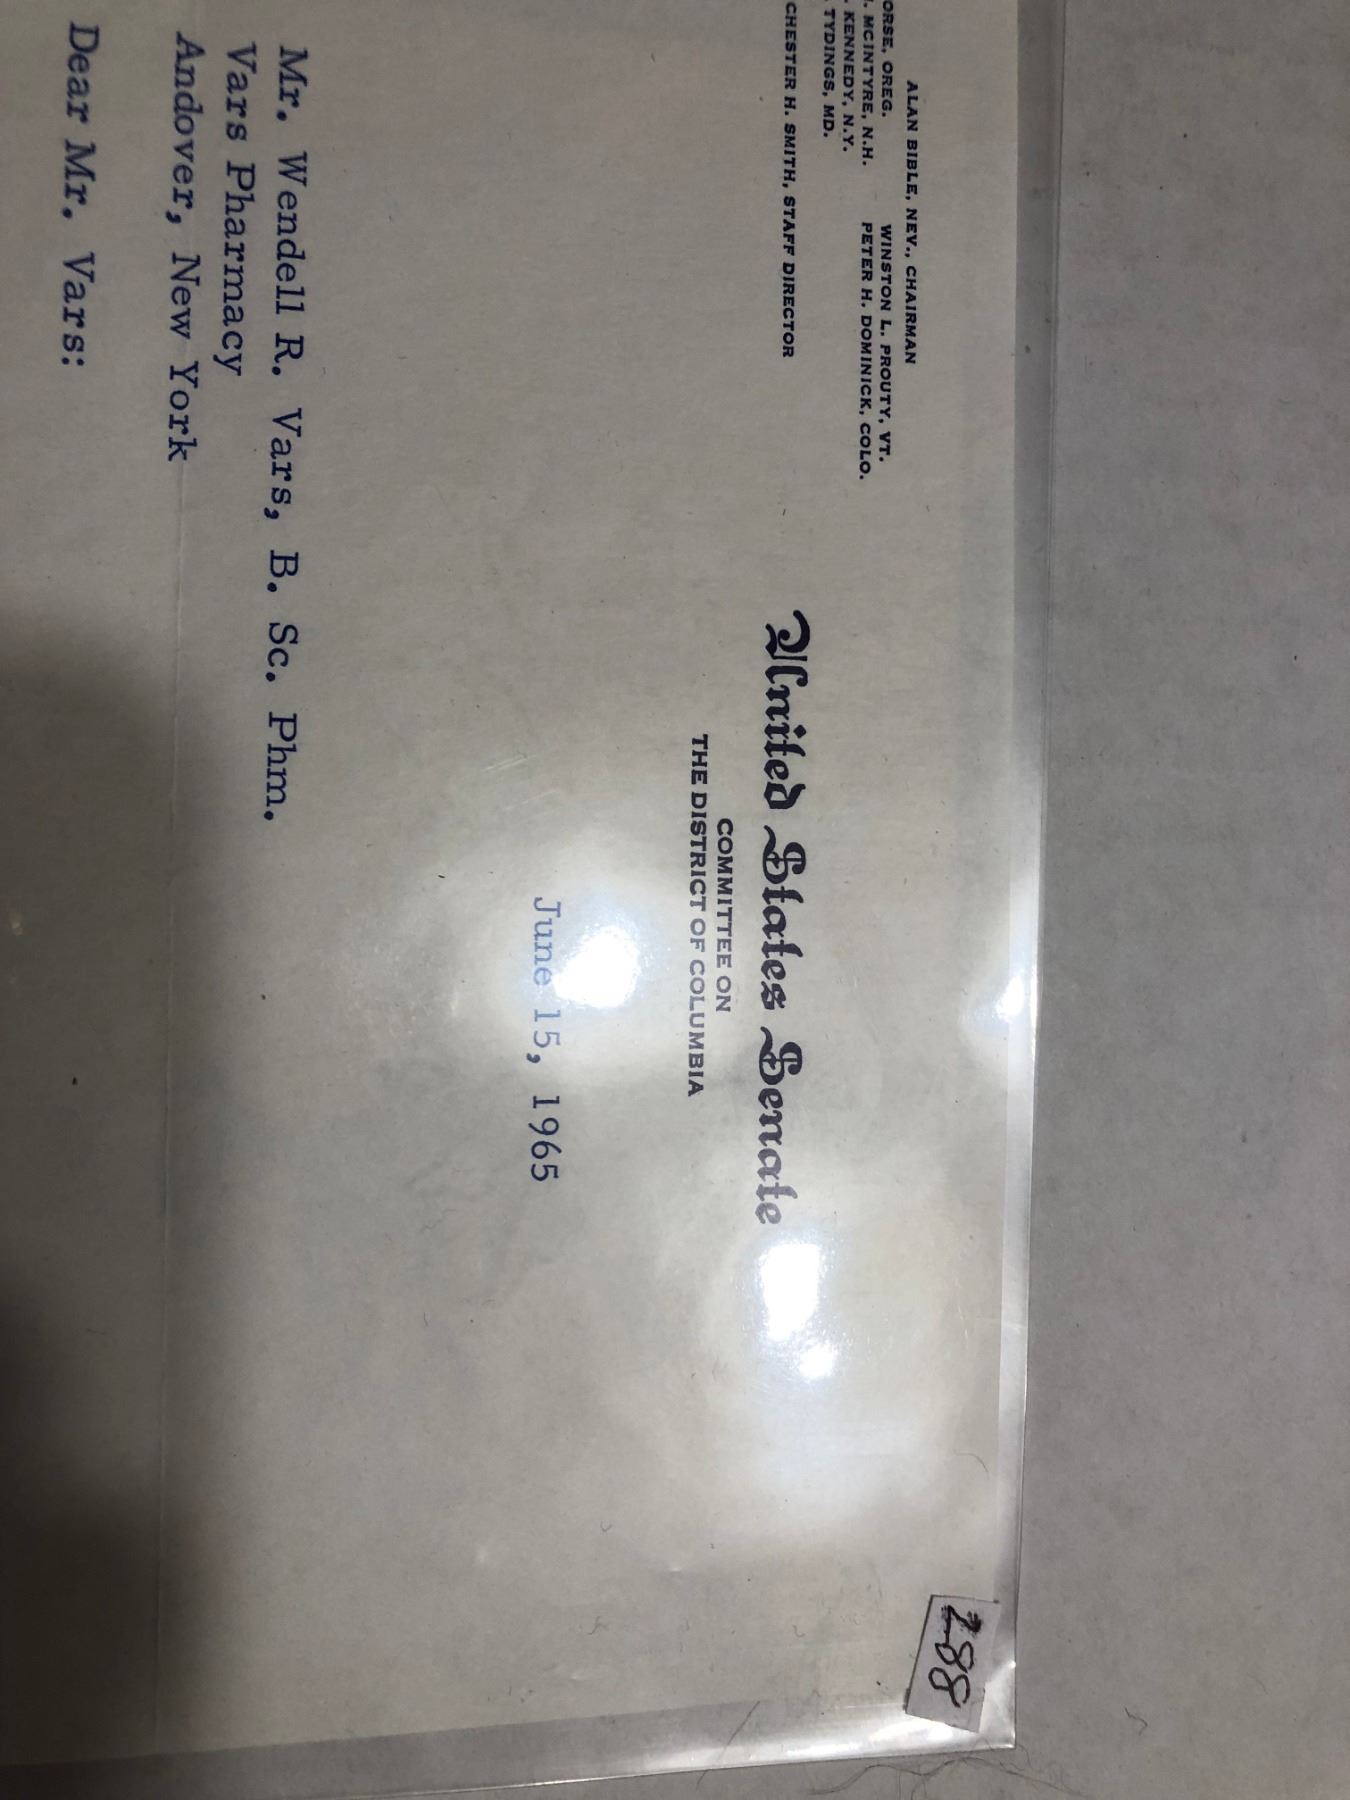 288
ALAN BIBLE, NEV., CHAIRMAN
ORSE, OREG. WINSTON L. PROUTY, VT.
. MCINTYRE, N.H. PETER H. DOMINICK, COLO.
. KENNEDY, N.Y.
TYDINGS, MD.
CHESTER H. SMITH, STAFF DIRECTOR
United States Senate
COMMITTEE ON
THE DISTRICT OF COLUMBIA
June 15, 1965
Mr. Wendell R. Vars, B. Sc. Phm.
Vars Pharmacy
Andover, New York
Dear Mr. Vars: